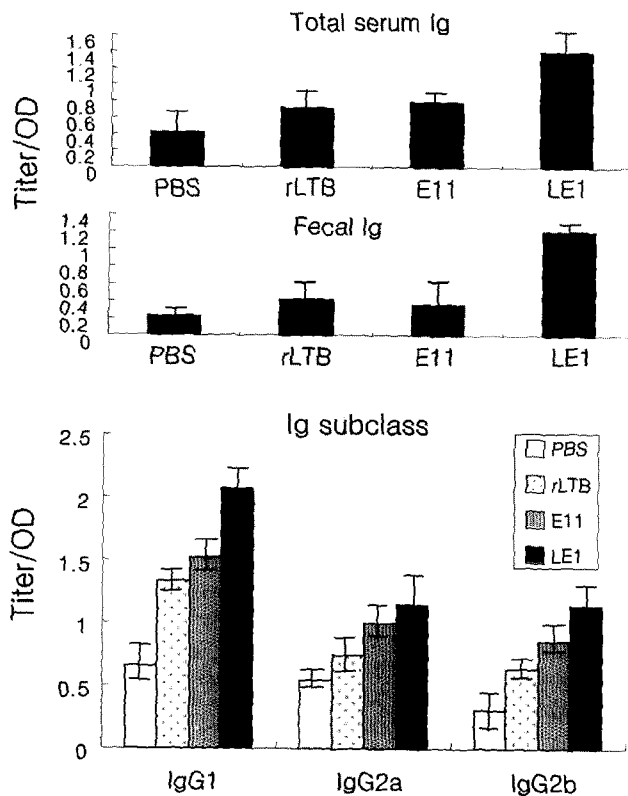 Total serum Ig
Titer/OD
1.6
1.4
1.2
1
0.8
0.6
0.4
0.2
0
PBS rLTB E11 LE1
Fecal Ig
1.4
1.2
1
0.8
0.6
0.4
0.2
0
PBS rLTB E11 LE1
Ig subclass
Titer/OD
2.5
2
1.5
1
0.5
0
PBS
rLTB
E11
LE1
IgG1 IgG2a IgG2b